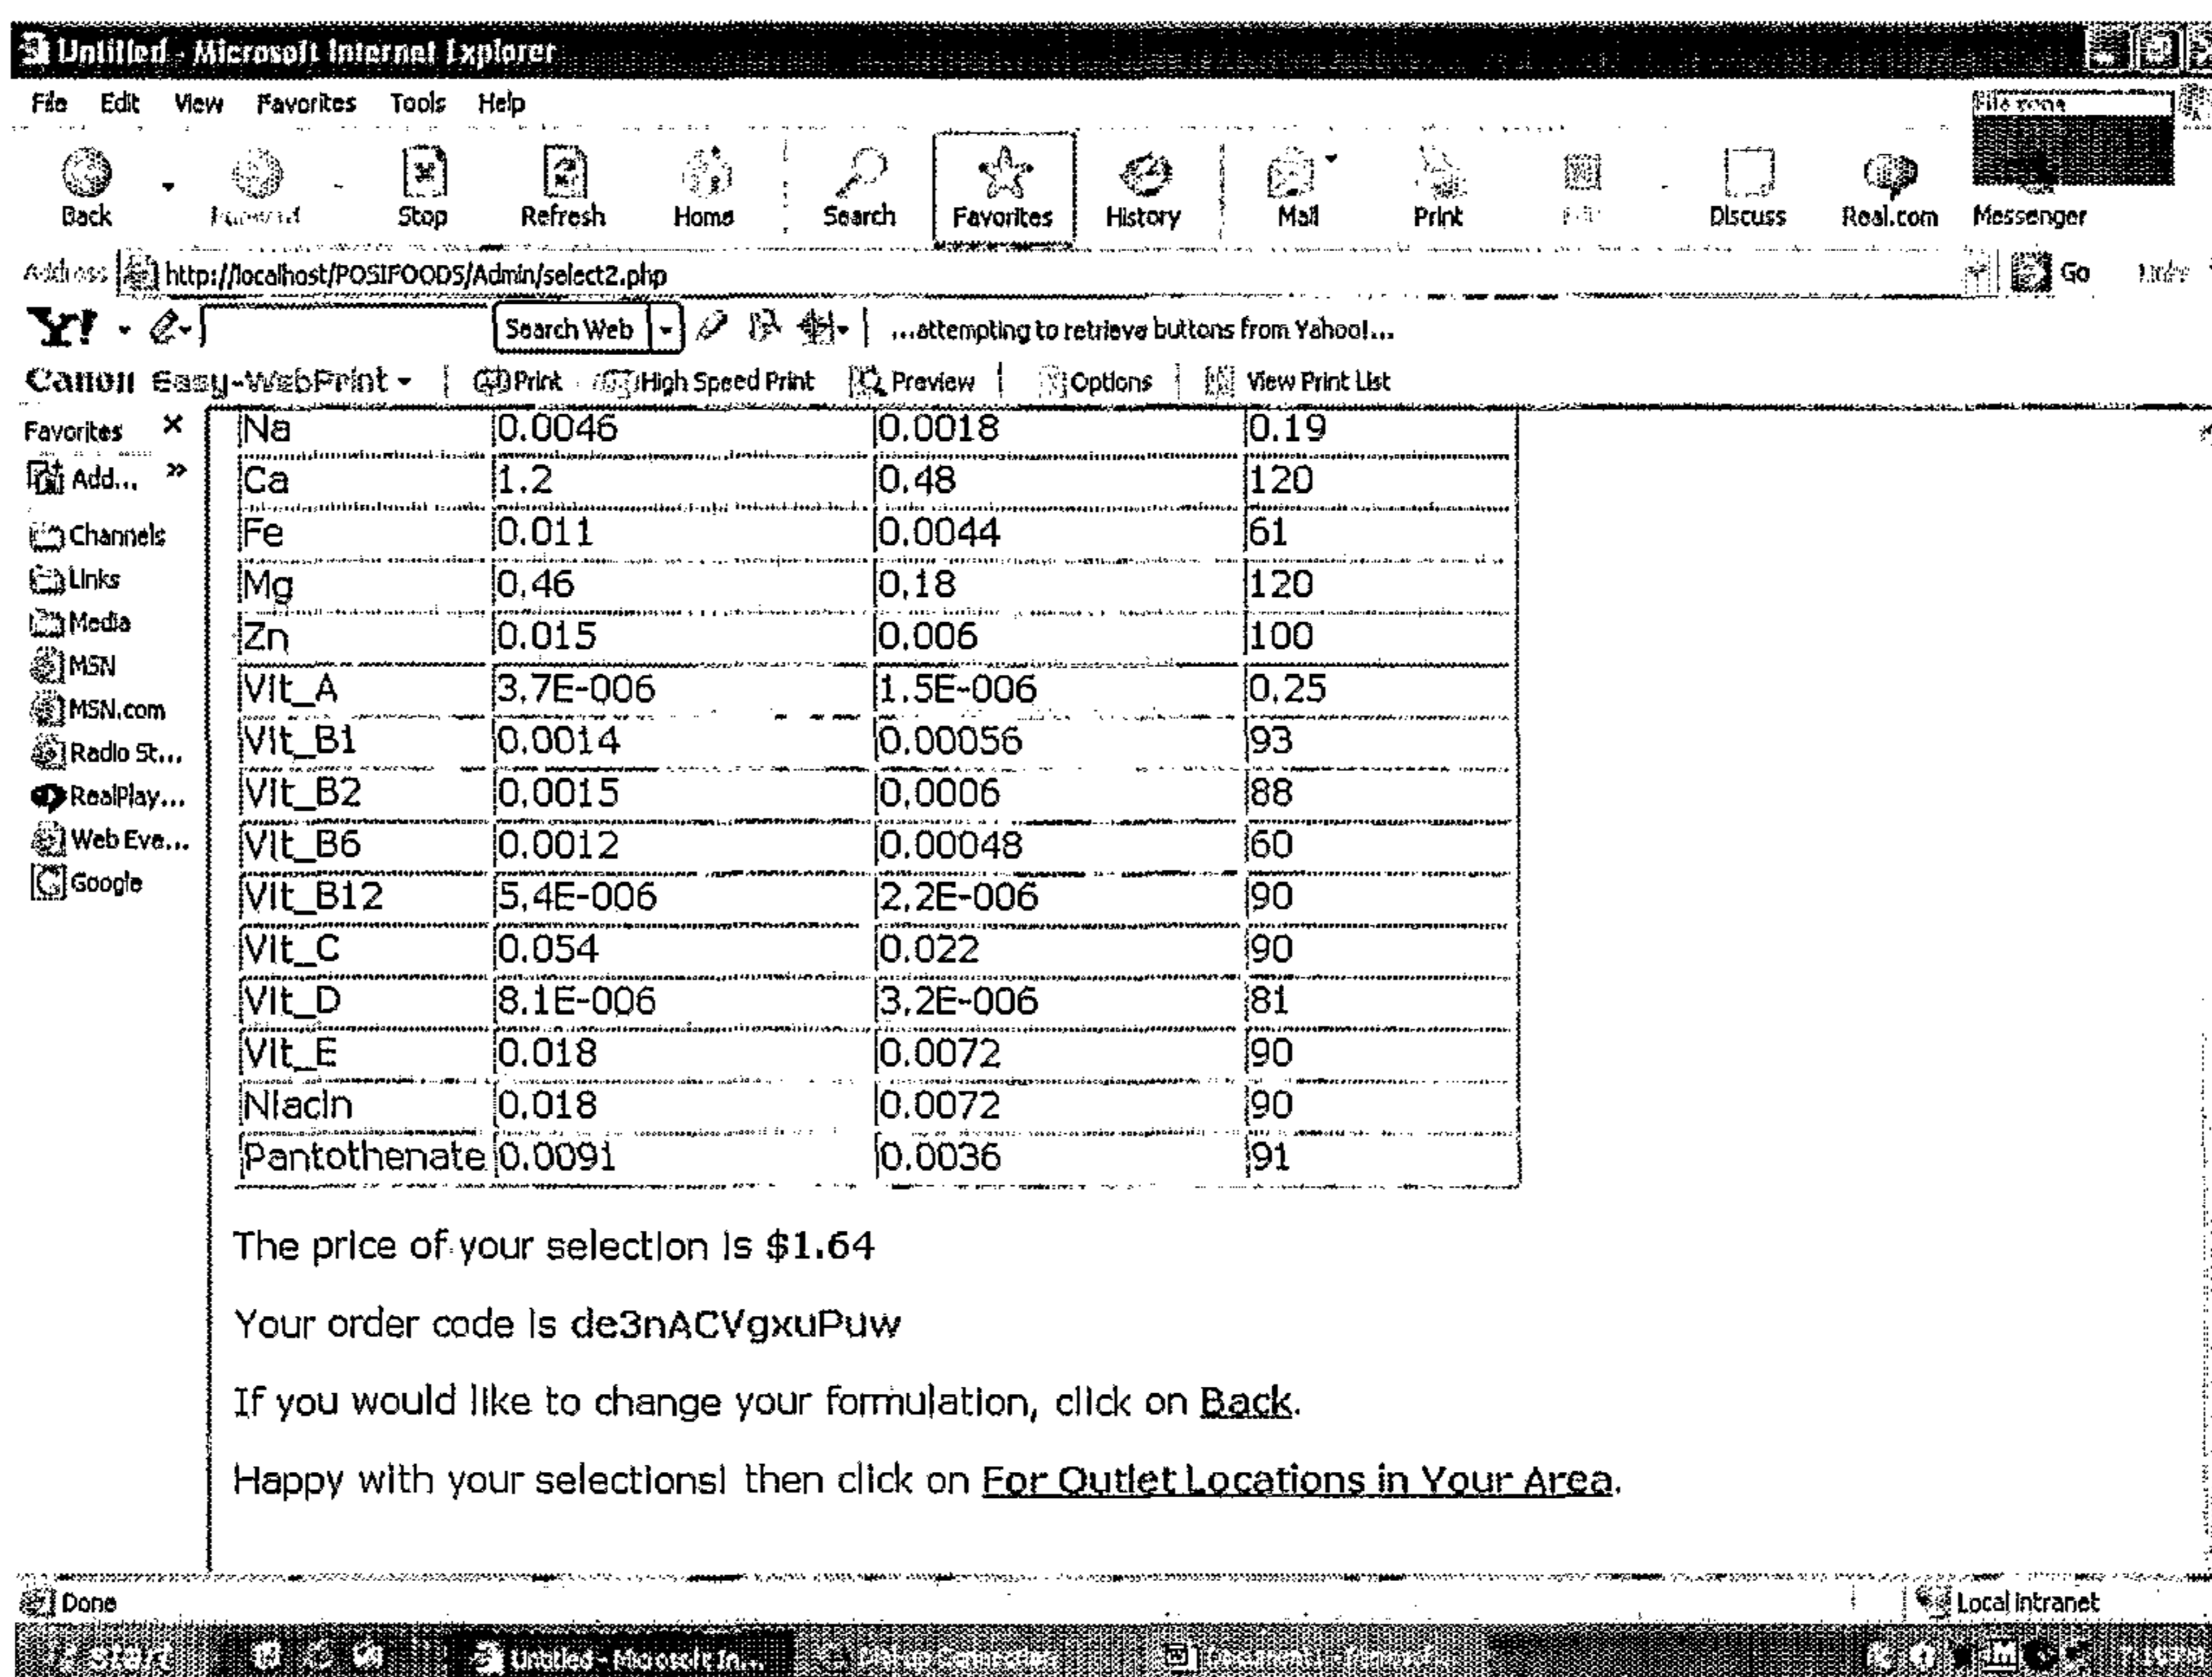 Untitled - Microsoft Internet Explorer
File Edit View Favorites Tools Help
Back Forward Stop Refresh Home Search Favorites History Mail Print Edit Discuss Real.com Messenger
Address http://localhost/POSIFOODS/Admin/select2.php Go Links
Y! Search Web ...attempting to retrieve buttons from Yahoo!...
Canon Easy-WebPrint Print High Speed Print Preview Options View Print List
Favorites
Add...
Channels
Links
Media
MSN
MSN.com
Radio St...
RealPlay...
Web Eve...
Google
Na 0.0046 0.0018 0.19
Ca 1.2 0.48 120
Fe 0.011 0.0044 61
Mg 0.46 0.18 120
Zn 0.015 0.006 100
Vit_A 3.7E-006 1.5E-006 0.25
Vit_B1 0.0014 0.00056 93
Vit_B2 0.0015 0.0006 88
Vit_B6 0.0012 0.00048 60
Vit_B12 5.4E-006 2.2E-006 90
Vit_C 0.054 0.022 90
Vit_D 8.1E-006 3.2E-006 81
Vit_E 0.018 0.0072 90
Niacin 0.018 0.0072 90
Pantothenate 0.0091 0.0036 91
The price of your selection is $1.64
Your order code is de3nACVgxuPuw
If you would like to change your formulation, click on Back.
Happy with your selections! then click on For Outlet Locations in Your Area.
Done Local intranet
start Untitled - Microsoft In...